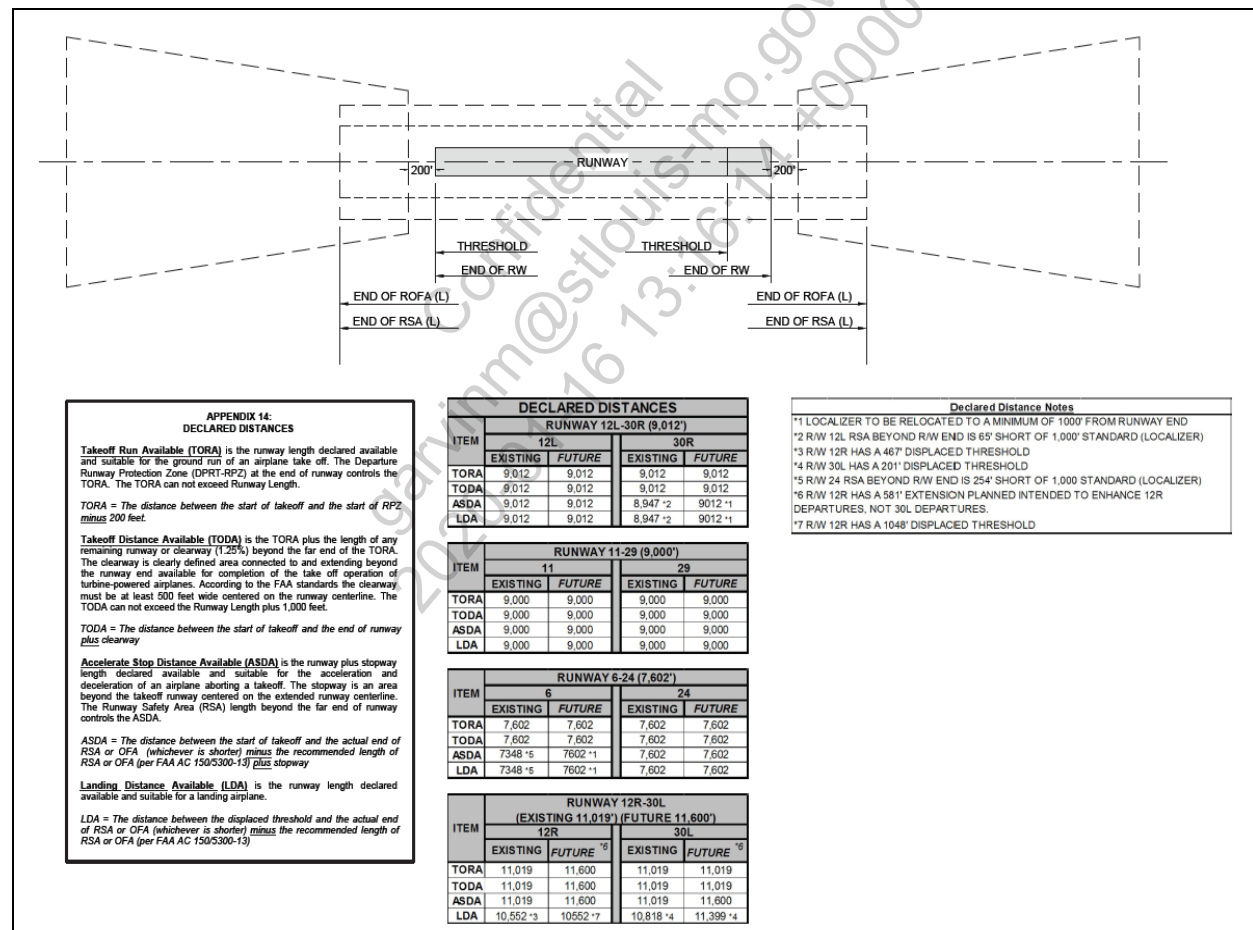 RUNWAY
200'
200'
THRESHOLD
THRESHOLD
END OF RW
END OF RW
END OF ROFA (L)
END OF ROFA (L)
END OF RSA (L)
END OF RSA (L)
Confidential
garvinm@stlouis-mo.gov
2020-01-16 13:16:14 +0000
APPENDIX 14:
DECLARED DISTANCES
Takeoff Run Available (TORA) is the runway length declared available
and suitable for the ground run of an airplane take off. The Departure
Runway Protection Zone (DPRT-RPZ) at the end of runway controls the
TORA. The TORA can not exceed Runway Length.
TORA = The distance between the start of takeoff and the start of RPZ
minus 200 feet.
Takeoff Distance Available (TODA) is the TORA plus the length of any
remaining runway or clearway (1.25%) beyond the far end of the TORA.
The clearway is clearly defined area connected to and extending beyond
the runway end available for completion of the take off operation of
turbine-powered airplanes. According to the FAA standards the clearway
must be at least 500 feet wide centered on the runway centerline. The
TODA can not exceed the Runway Length plus 1,000 feet.
TODA = The distance between the start of takeoff and the end of runway
plus clearway
Accelerate Stop Distance Available (ASDA) is the runway plus stopway
length declared available and suitable for the acceleration and
deceleration of an airplane aborting a takeoff. The stopway is an area
beyond the takeoff runway centered on the extended runway centerline.
The Runway Safety Area (RSA) length beyond the far end of runway
controls the ASDA.
ASDA = The distance between the start of takeoff and the actual end of
RSA or OFA (whichever is shorter) minus the recommended length of
RSA or OFA (per FAA AC 150/5300-13) plus stopway
Landing Distance Available (LDA) is the runway length declared
available and suitable for a landing airplane.
LDA = The distance between the displaced threshold and the actual end
of RSA or OFA (whichever is shorter) minus the recommended length of
RSA or OFA (per FAA AC 150/5300-13)
DECLARED DISTANCES
RUNWAY 12L-30R (9,012')
ITEM 12L 30R
EXISTING FUTURE EXISTING FUTURE
TORA 9,012 9,012 9,012 9,012
TODA 9,012 9,012 9,012 9,012
ASDA 9,012 9,012 8,947 *2 9012 *1
LDA 9,012 9,012 8,947 *2 9012 *1
RUNWAY 11-29 (9,000')
ITEM 11 29
EXISTING FUTURE EXISTING FUTURE
TORA 9,000 9,000 9,000 9,000
TODA 9,000 9,000 9,000 9,000
ASDA 9,000 9,000 9,000 9,000
LDA 9,000 9,000 9,000 9,000
RUNWAY 6-24 (7,602')
ITEM 6 24
EXISTING FUTURE EXISTING FUTURE
TORA 7,602 7,602 7,602 7,602
TODA 7,602 7,602 7,602 7,602
ASDA 7348 *5 7602 *1 7,602 7,602
LDA 7348 *5 7602 *1 7,602 7,602
RUNWAY 12R-30L
(EXISTING 11,019') (FUTURE 11,600')
ITEM 12R 30L
EXISTING FUTURE *6 EXISTING FUTURE *6
TORA 11,019 11,600 11,019 11,019
TODA 11,019 11,600 11,019 11,019
ASDA 11,019 11,600 11,019 11,600
LDA 10,552 *3 10552 *7 10,818 *4 11,399 *4
Declared Distance Notes
*1 LOCALIZER TO BE RELOCATED TO A MINIMUM OF 1000' FROM RUNWAY END
*2 R/W 12L RSA BEYOND R/W END IS 65' SHORT OF 1,000' STANDARD (LOCALIZER)
*3 R/W 12R HAS A 467' DISPLACED THRESHOLD
*4 R/W 30L HAS A 201' DISPLACED THRESHOLD
*5 R/W 24 RSA BEYOND R/W END IS 254' SHORT OF 1,000 STANDARD (LOCALIZER)
*6 R/W 12R HAS A 581' EXTENSION PLANNED INTENDED TO ENHANCE 12R
DEPARTURES, NOT 30L DEPARTURES.
*7 R/W 12R HAS A 1048' DISPLACED THRESHOLD